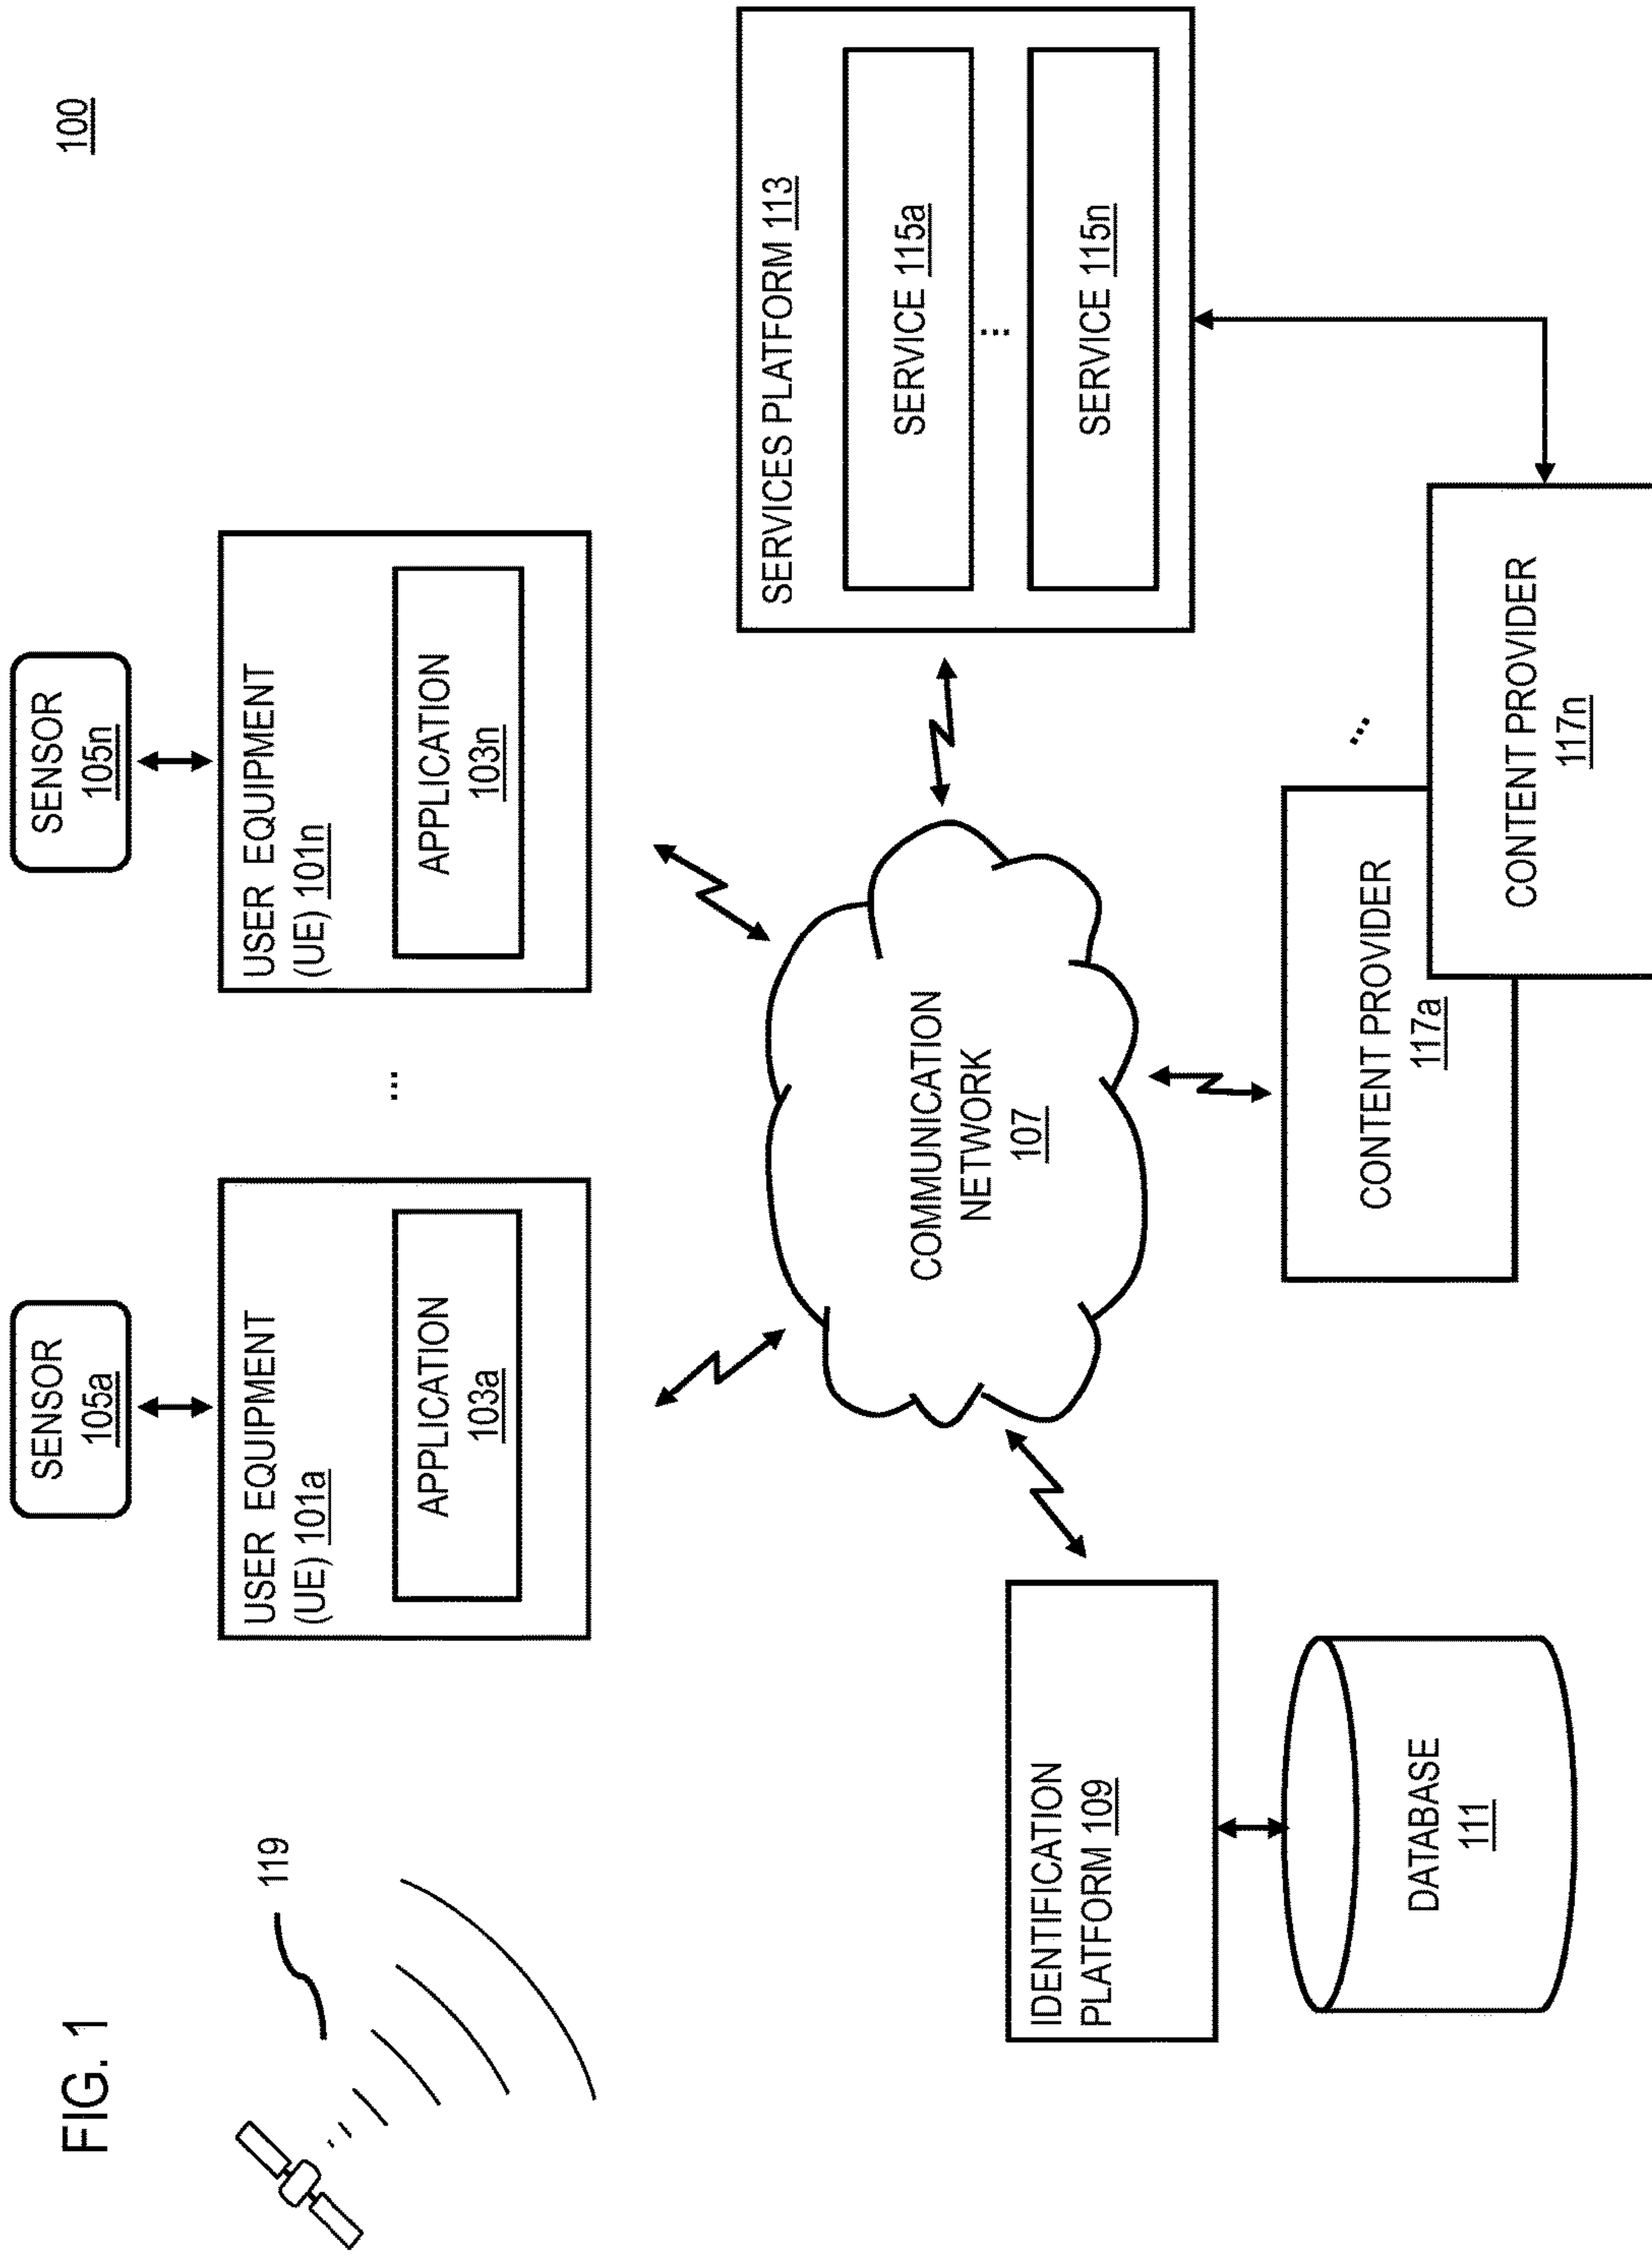 FIG. 1
100
119
SENSOR
105a
SENSOR
105n
USER EQUIPMENT
(UE) 101a
APPLICATION
103a
...
USER EQUIPMENT
(UE) 101n
APPLICATION
103n
COMMUNICATION
NETWORK
107
SERVICES PLATFORM 113
SERVICE 115a
...
SERVICE 115n
IDENTIFICATION
PLATFORM 109
DATABASE
111
CONTENT PROVIDER
117a
...
CONTENT PROVIDER
117n